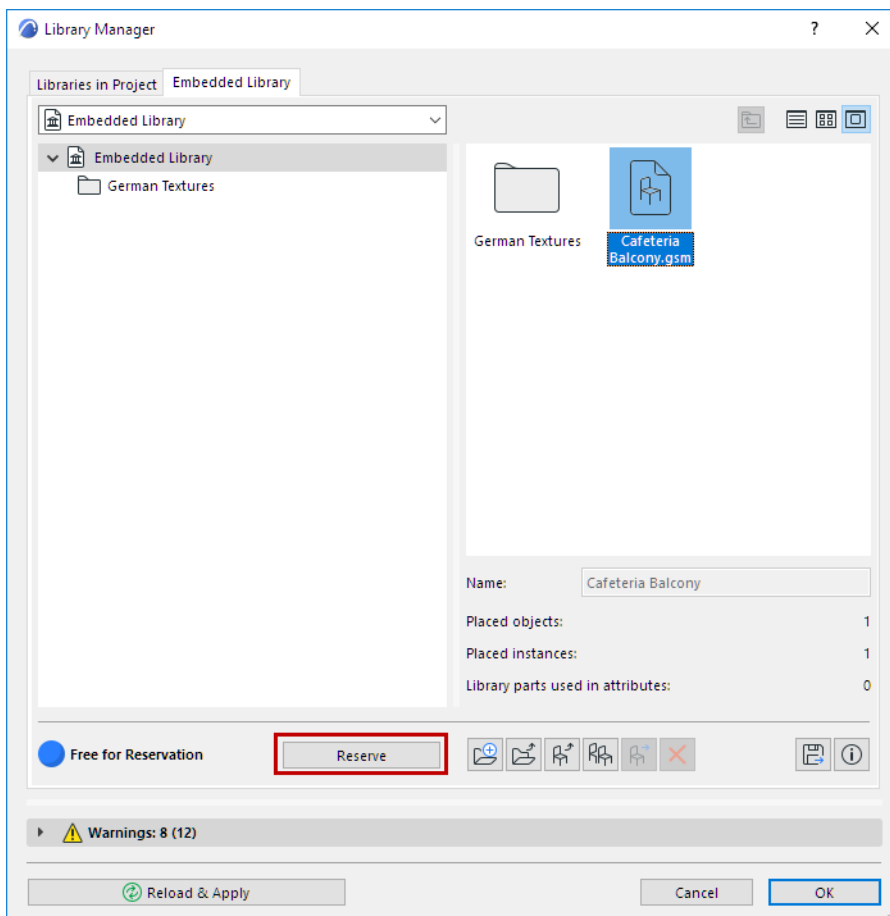 Library Manager
?
Libraries in Project
Embedded Library
Embedded Library
Embedded Library
German Textures
German Textures
Cafeteria
Balcony.gsm
Name:
Cafeteria Balcony
Placed objects: 1
Placed instances: 1
Library parts used in attributes: 0
Free for Reservation
Reserve
Warnings: 8 (12)
Reload & Apply
Cancel
OK